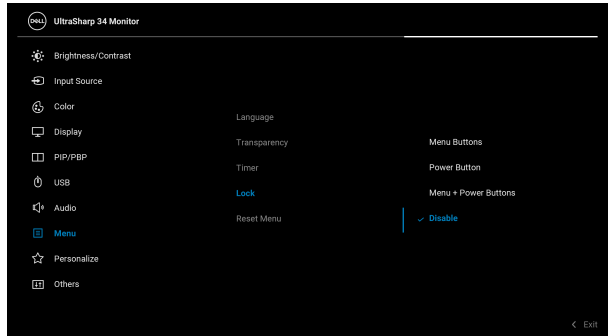 DELL UltraSharp 34 Monitor
Brightness/Contrast
Input Source
Color
Display
PIP/PBP
USB
Audio
Menu
Personalize
Others
Language
Transparency
Timer
Lock
Reset Menu
Menu Buttons
Power Button
Menu + Power Buttons
Disable
Exit